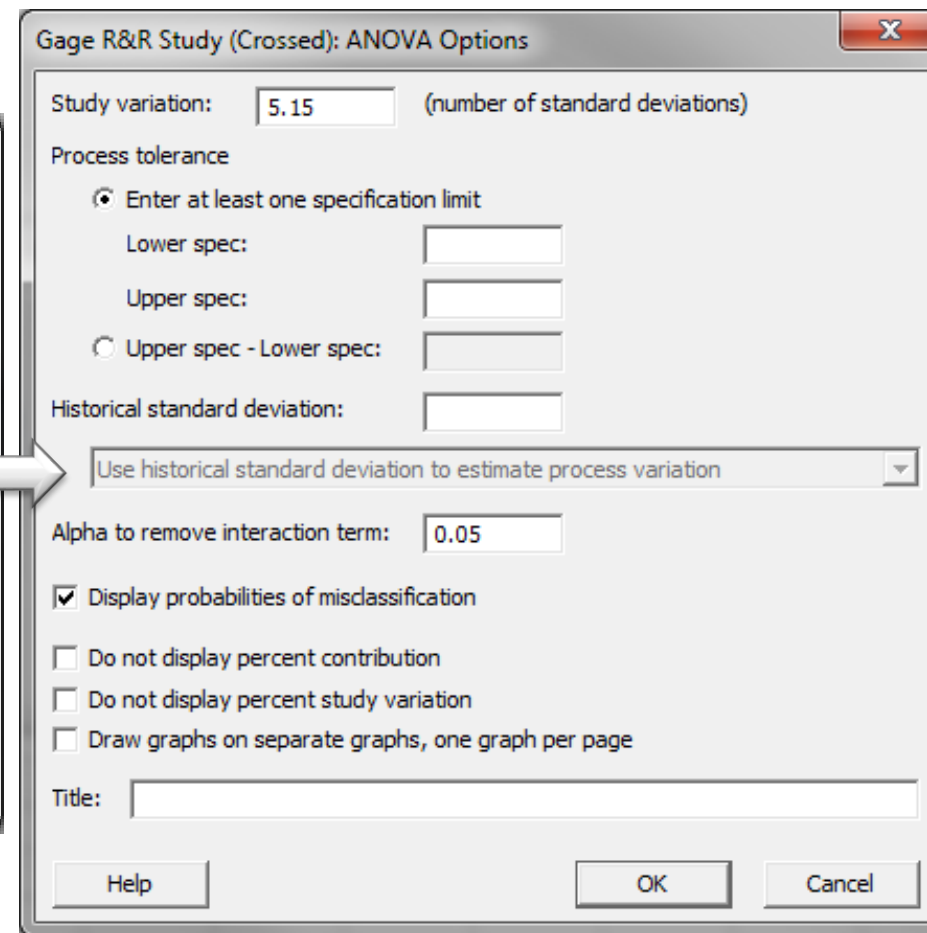 Gage R&R Study (Crossed): ANOVA Options
Study variation: 5.15 (number of standard deviations)
Process tolerance
Enter at least one specification limit
Lower spec:
Upper spec:
Upper spec - Lower spec:
Historical standard deviation:
Use historical standard deviation to estimate process variation
Alpha to remove interaction term: 0.05
Display probabilities of misclassification
Do not display percent contribution
Do not display percent study variation
Draw graphs on separate graphs, one graph per page
Title:
Help OK Cancel